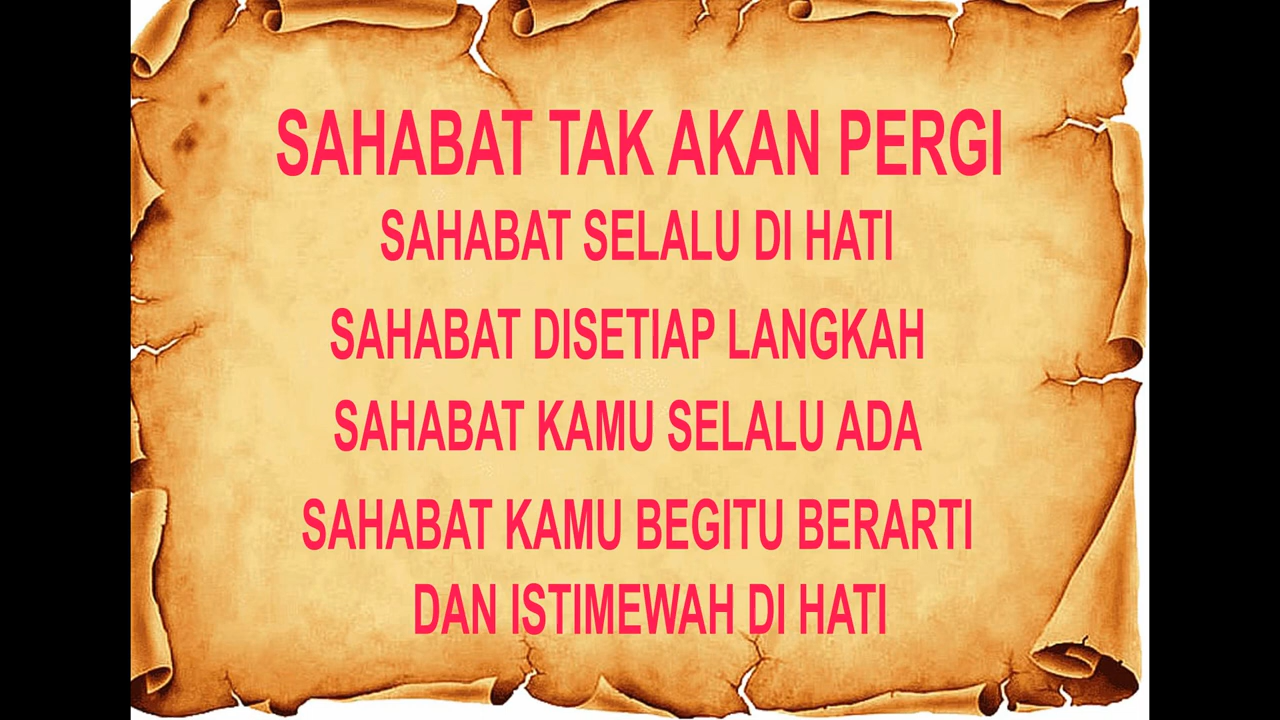 SAHABAT TAK AKAN PERGI
SAHABAT SELALU DI HATI
SAHABAT DISETIAP LANGKAH
SAHABAT KAMU SELALU ADA
SAHABAT KAMU BEGITU BERARTI
DAN ISTIMEWAH DI HATI